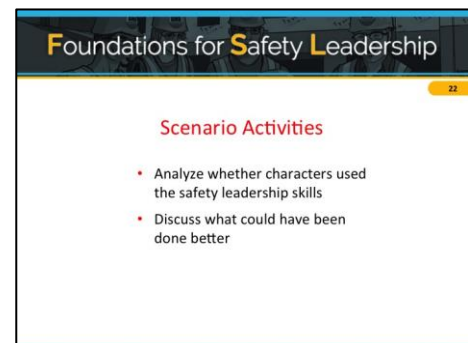 Foundations for Safety Leadership
22
Scenario Activities
• Analyze whether characters used
the safety leadership skills
• Discuss what could have been
done better